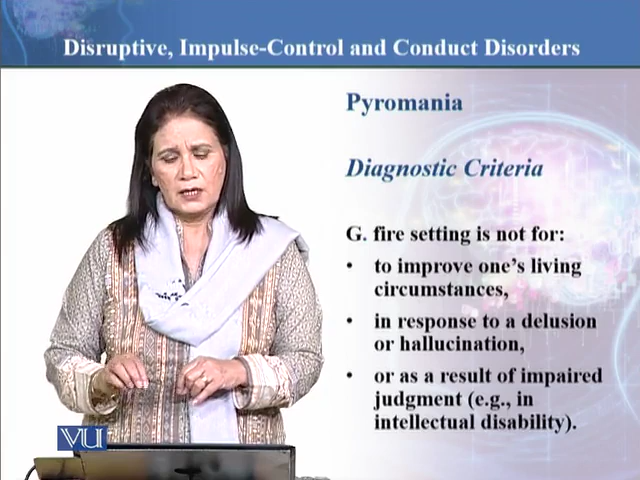 Disruptive, Impulse-Control and Conduct Disorders
Pyromania
Diagnostic Criteria
G. fire setting is not for:
• to improve one's living
circumstances,
• in response to a delusion
or hallucination,
• or as a result of impaired
judgment (e.g., in
intellectual disability).
VU